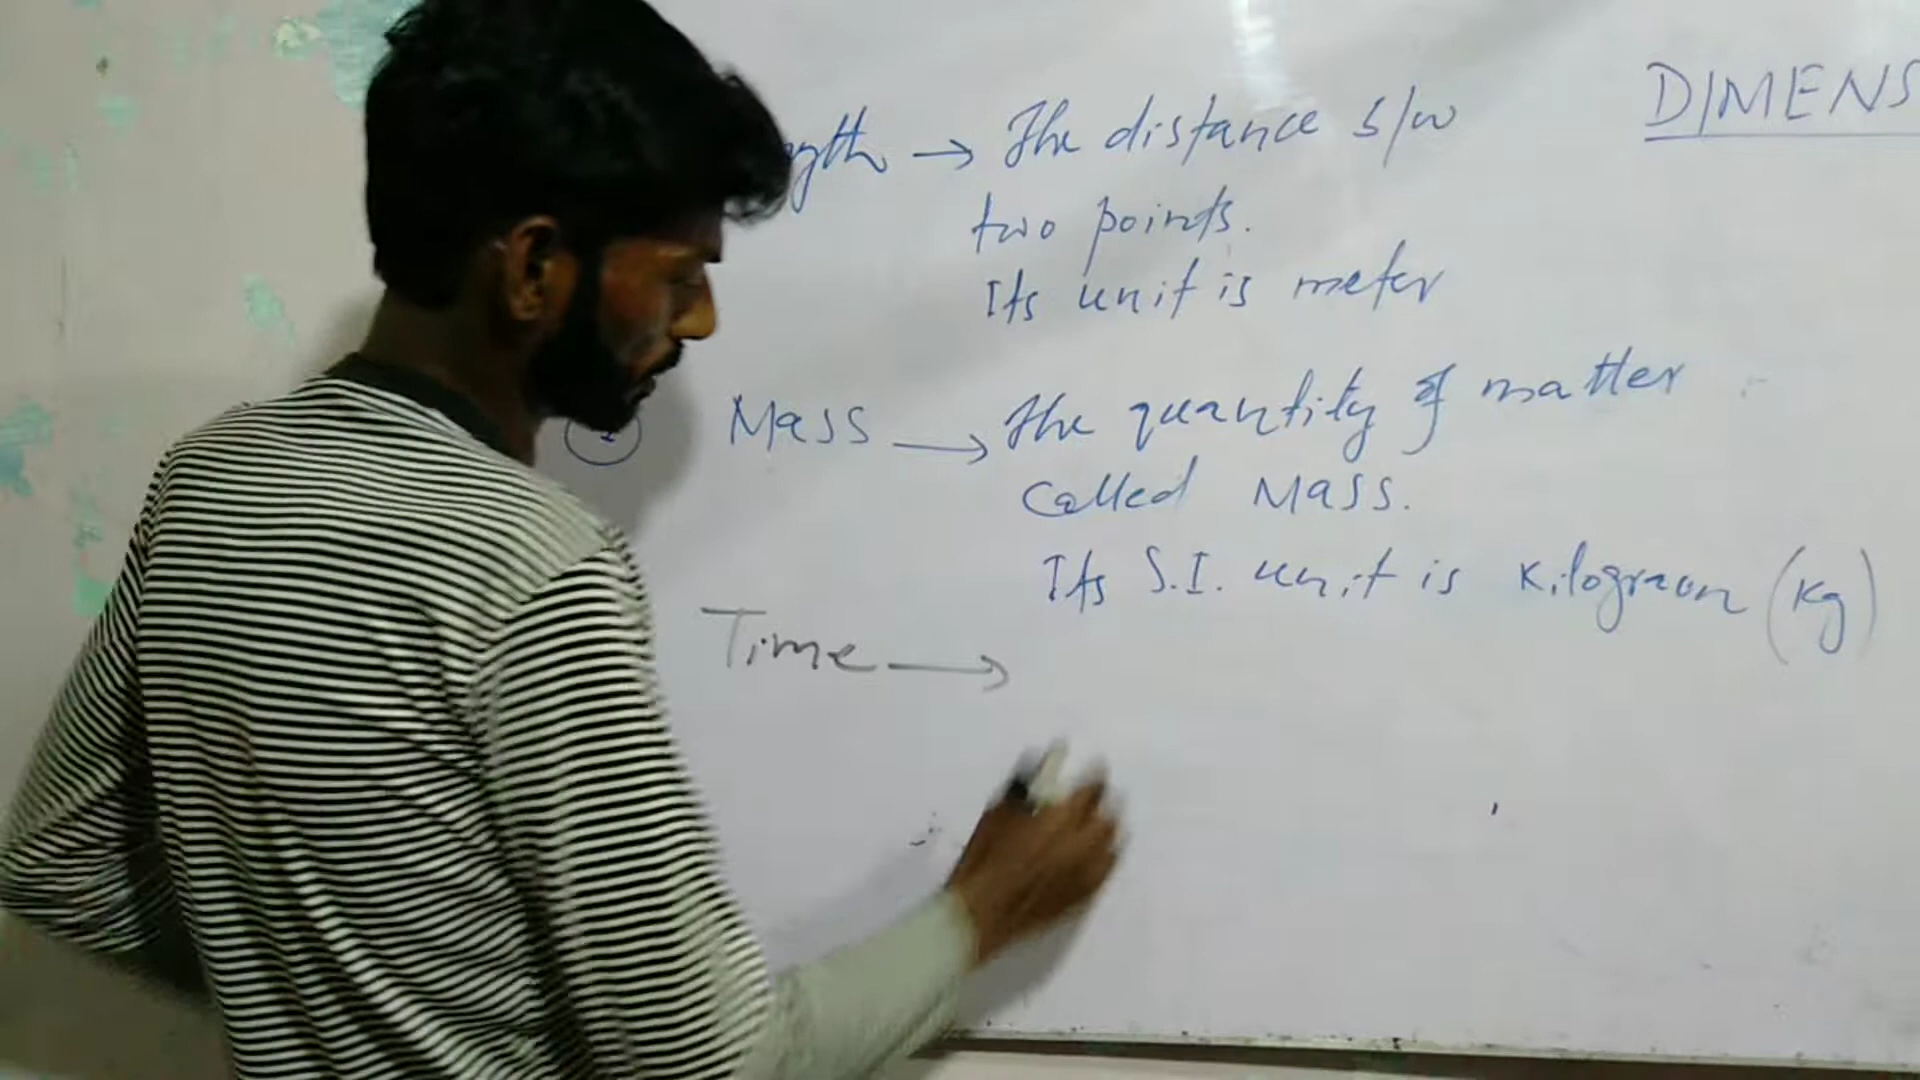 DIMENS
ngth → The distance b/w
two points.
Its unit is meter
Mass → The quantity of matter
called Mass.
Its S.I. unit is Kilogram (Kg)
Time →